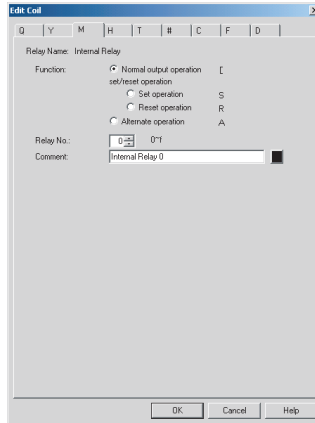 Edit Coil
Q Y M H T # C F D
Relay Name: Internal Relay
Function: Normal output operation [
set/reset operation
Set operation S
Reset operation R
Alternate operation A
Relay No.: 0 0~f
Comment: Internal Relay 0
OK Cancel Help